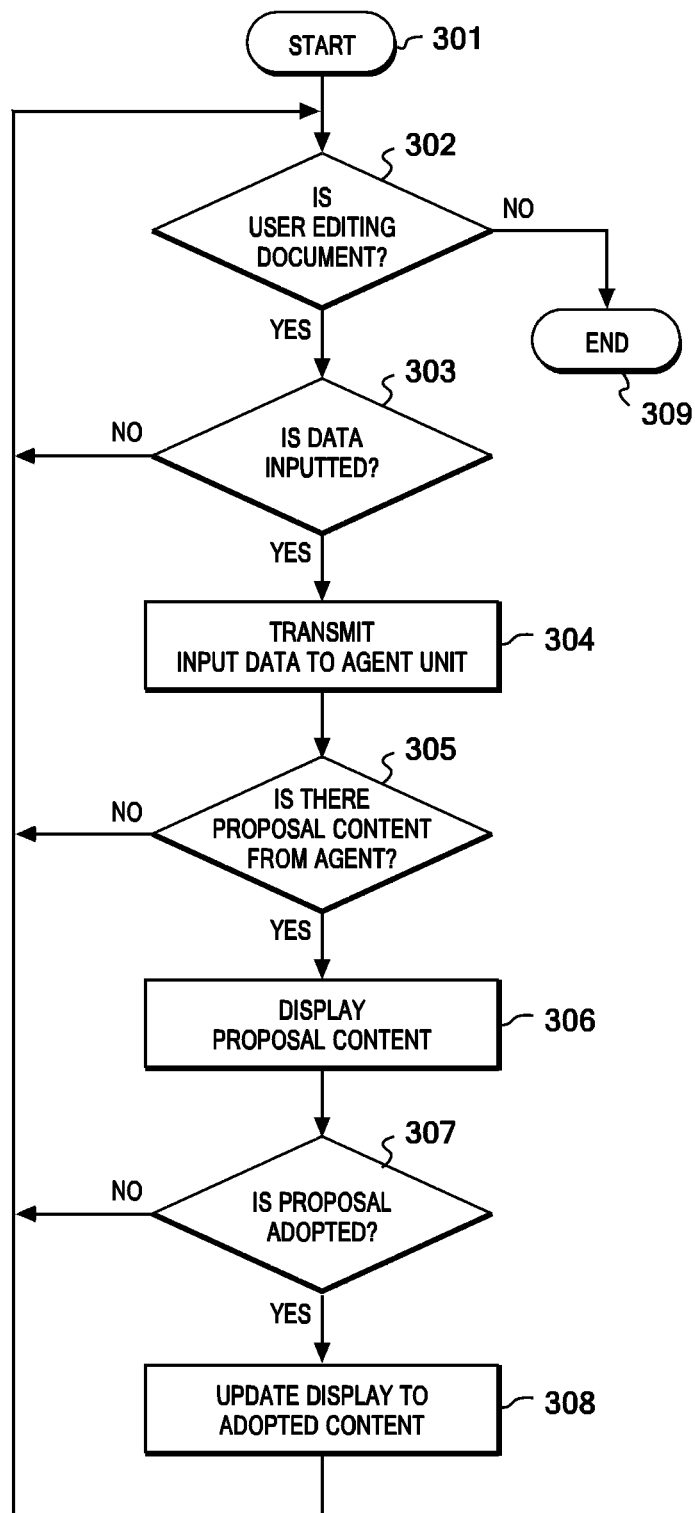 START
301
302
IS
USER EDITING
DOCUMENT?
NO
YES
END
309
303
NO
IS DATA
INPUTTED?
YES
TRANSMIT
INPUT DATA TO AGENT UNIT
304
305
NO
IS THERE
PROPOSAL CONTENT
FROM AGENT?
YES
DISPLAY
PROPOSAL CONTENT
306
307
NO
IS PROPOSAL
ADOPTED?
YES
UPDATE DISPLAY TO
ADOPTED CONTENT
308